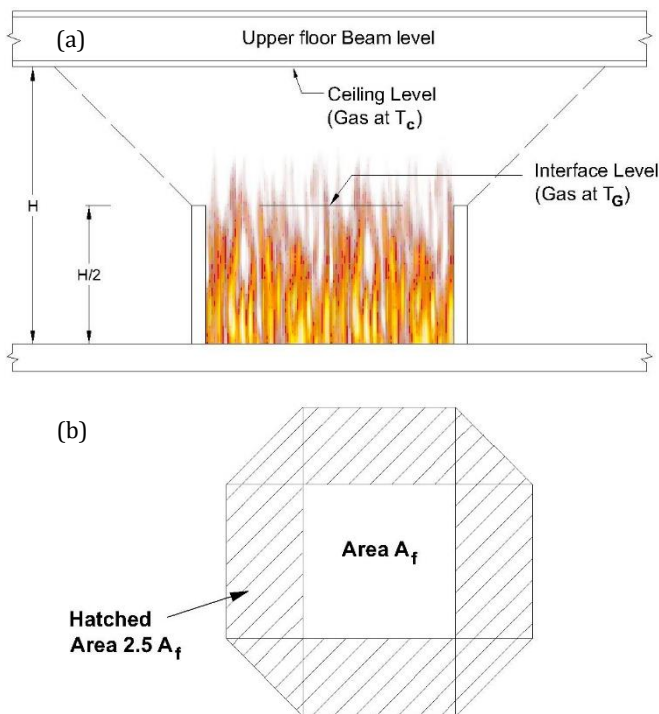 (a)
Upper floor Beam level
Ceiling Level
(Gas at Tc)
Interface Level
(Gas at TG)
H
H/2
(b)
Area Af
Hatched
Area 2.5 Af